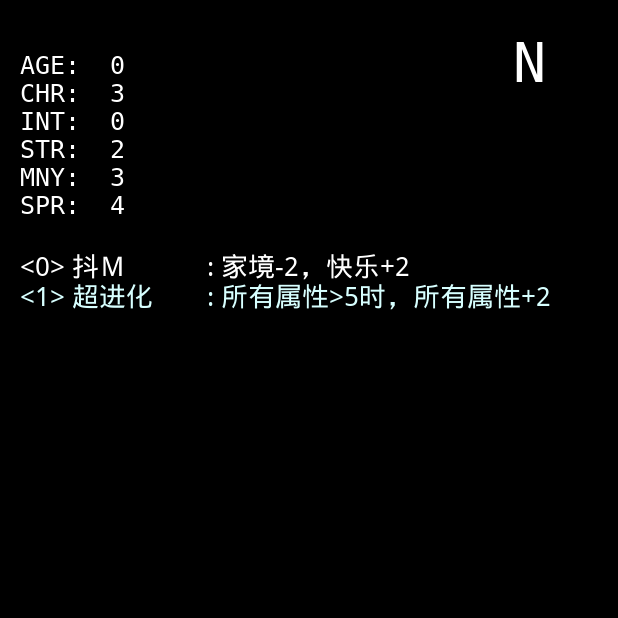 N
AGE: 0
CHR: 3
INT: 0
STR: 2
MNY: 3
SPR: 4
<0> 抖M :家境-2，快乐+2
<1> 超进化 :所有属性>5时，所有属性+2